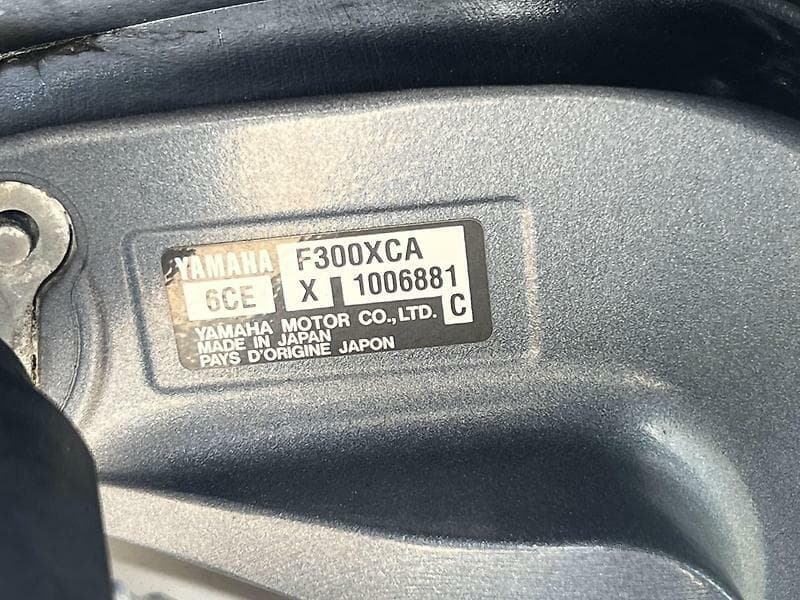 YAMAHA F300XCA
6CE X 1006881 C
YAMAHA MOTOR CO.,LTD.
MADE IN JAPAN
PAYS D'ORIGINE JAPON